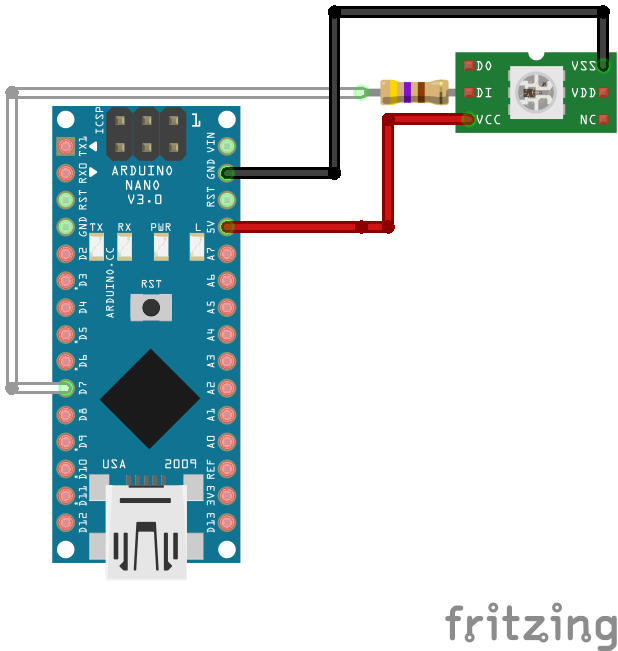 DO
VSS
DI
VDD
VCC
NC
ICSP
1
TX1
VIN
RX0
GND
RST
RST
GND
5V
ARDUINO
NANO
V3.0
TX
RX
PWR
L
D2
A7
D3
A6
D4
A5
D5
A4
D6
A3
D7
A2
D8
A1
D9
A0
D10
REF
D11
3V3
D12
D13
ARDUINO.CC
RST
USA
2009
fritzing